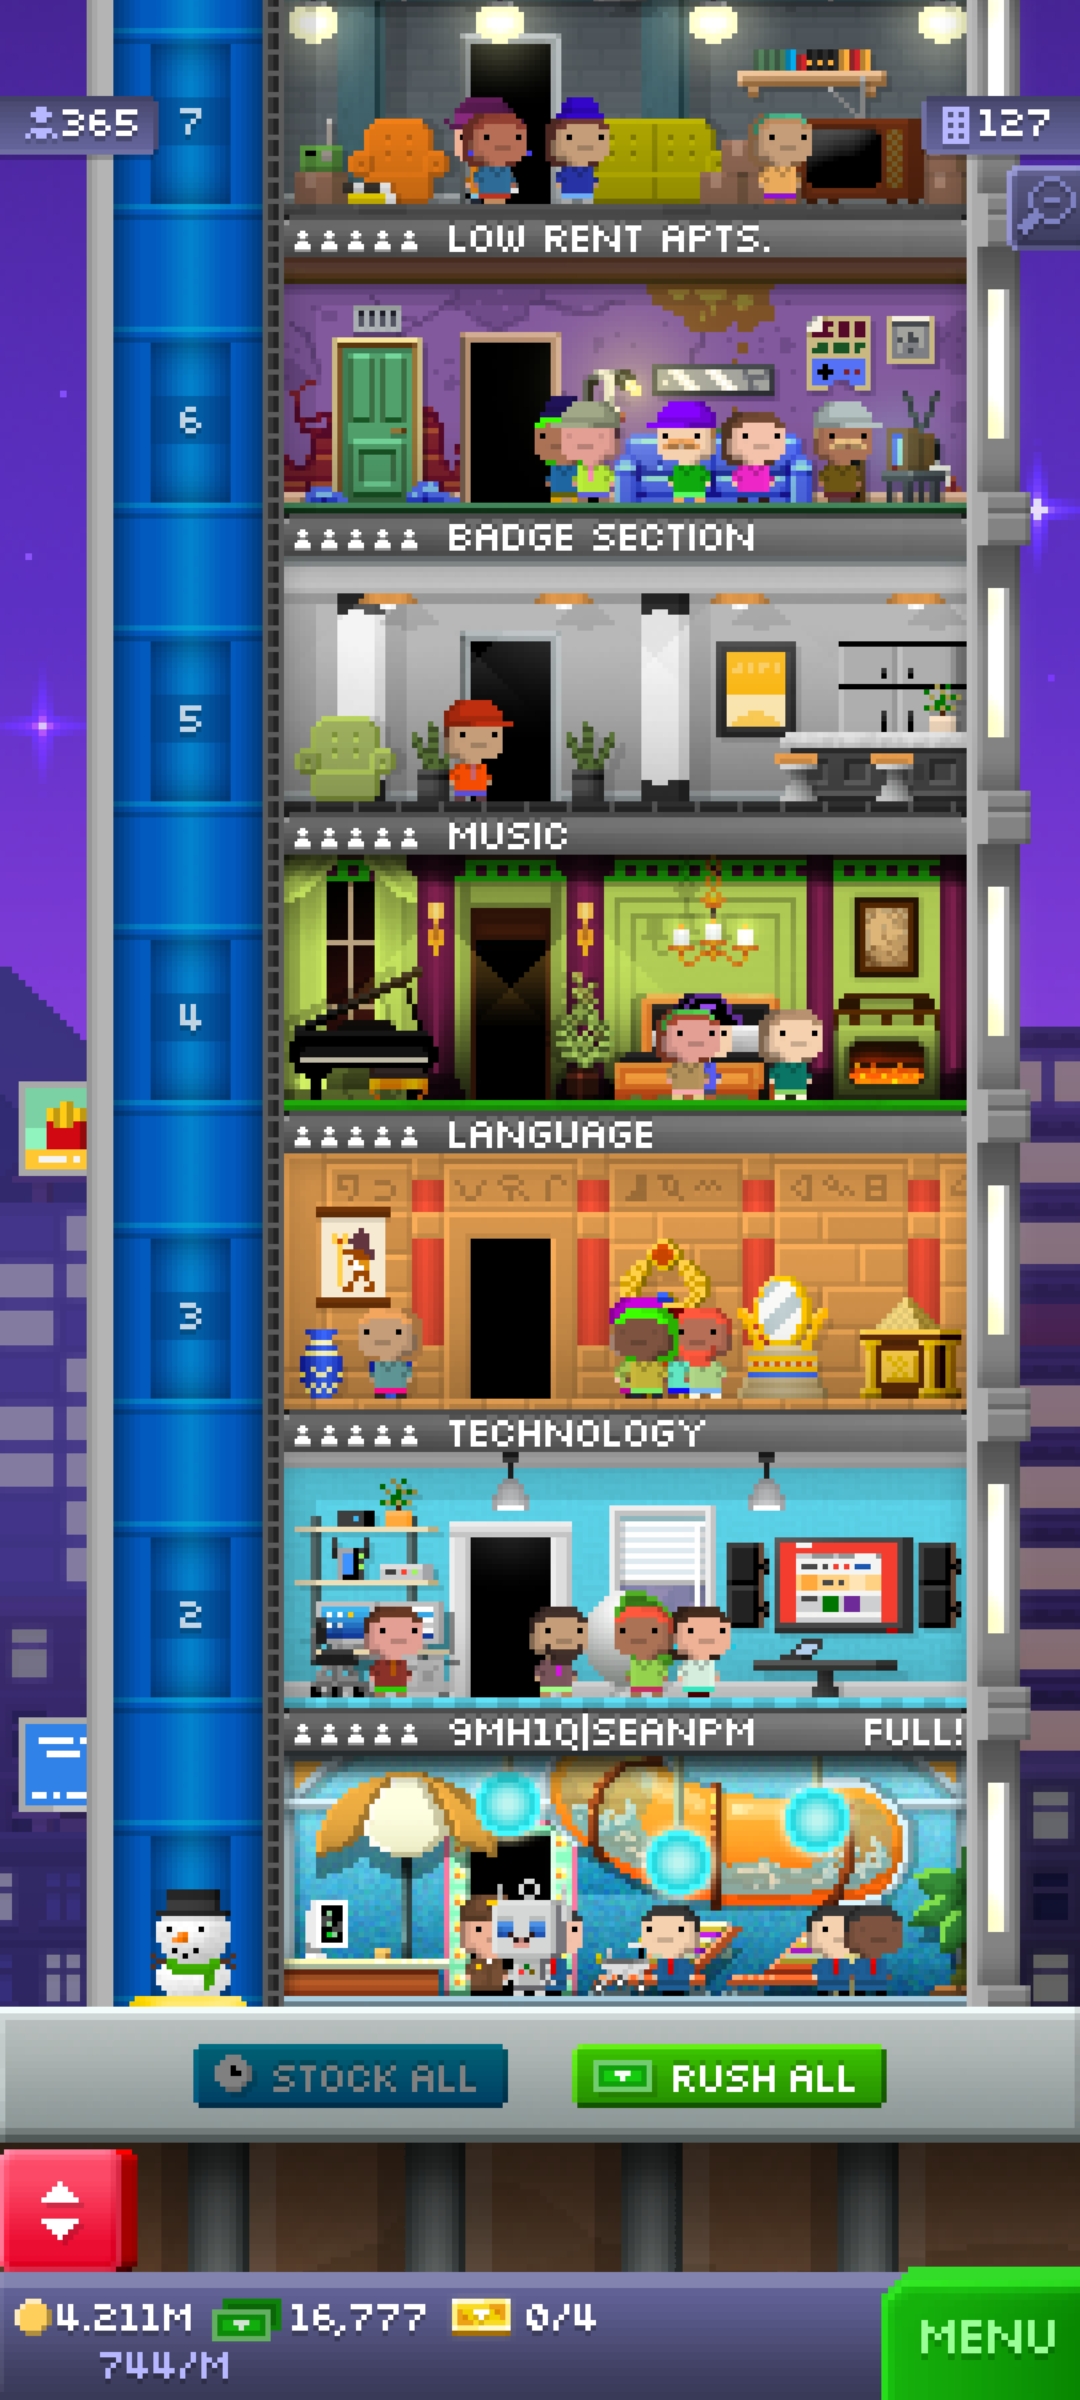 7
365
127
LOW RENT APTS.
6
BADGE SECTION
5
MUSIC
4
LANGUAGE
3
TECHNOLOGY
2
9MH1Q|SEANPM FULL!
STOCK ALL
RUSH ALL
4.211M 16,777 0/4
744/M
MENU